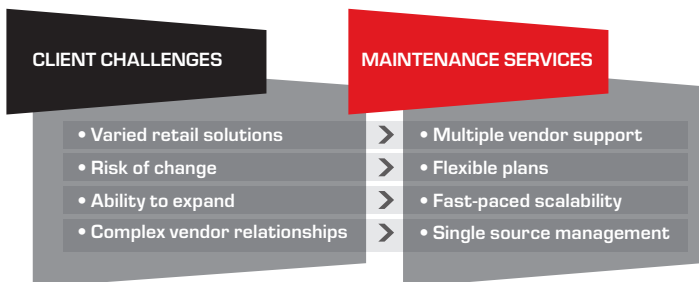 CLIENT CHALLENGES
MAINTENANCE SERVICES
• Varied retail solutions
• Multiple vendor support
• Risk of change
• Flexible plans
• Ability to expand
• Fast-paced scalability
• Complex vendor relationships
• Single source management